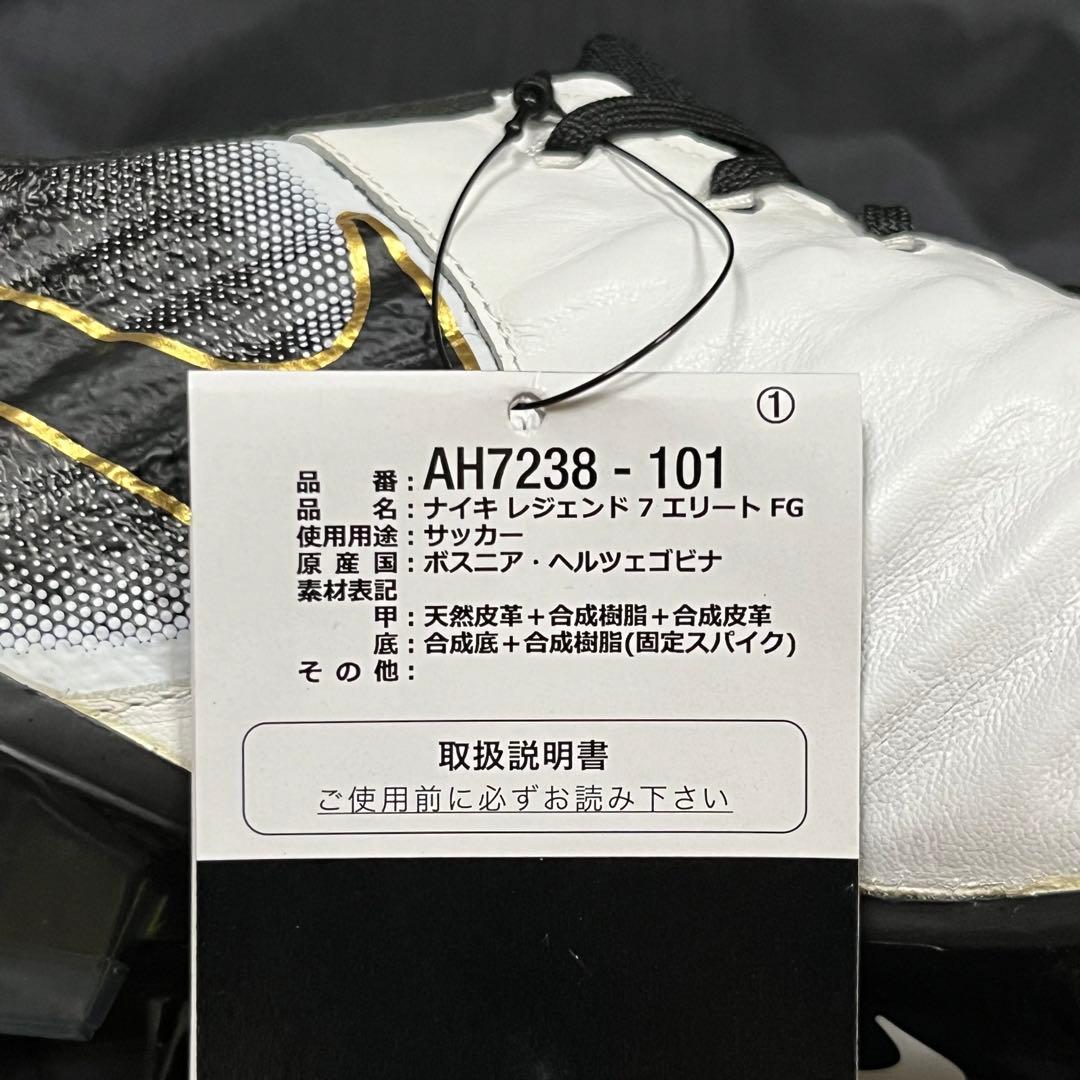 ①
品番：AH7238 - 101
品名：ナイキ レジェンド 7 エリート FG
使用用途：サッカー
原産国：ボスニア・ヘルツェゴビナ
素材表記
甲：天然皮革＋合成樹脂＋合成皮革
底：合成底＋合成樹脂(固定スパイク)
その他：
取扱説明書
ご使用前に必ずお読み下さい